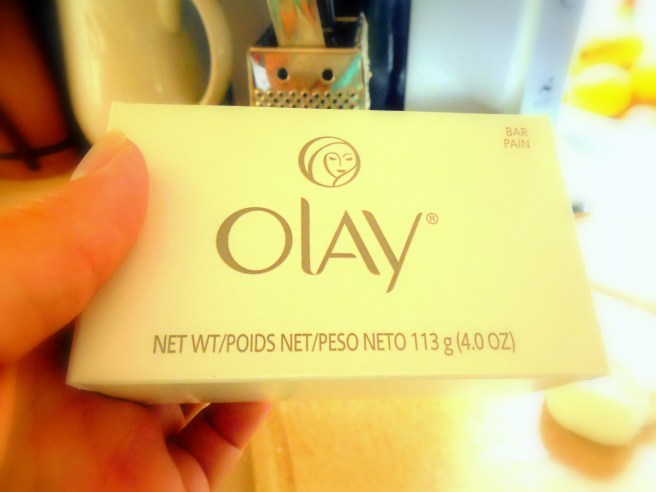 BAR
PAIN
OLAY®
NET WT/POIDS NET/PESO NETO 113 g (4.0 OZ)